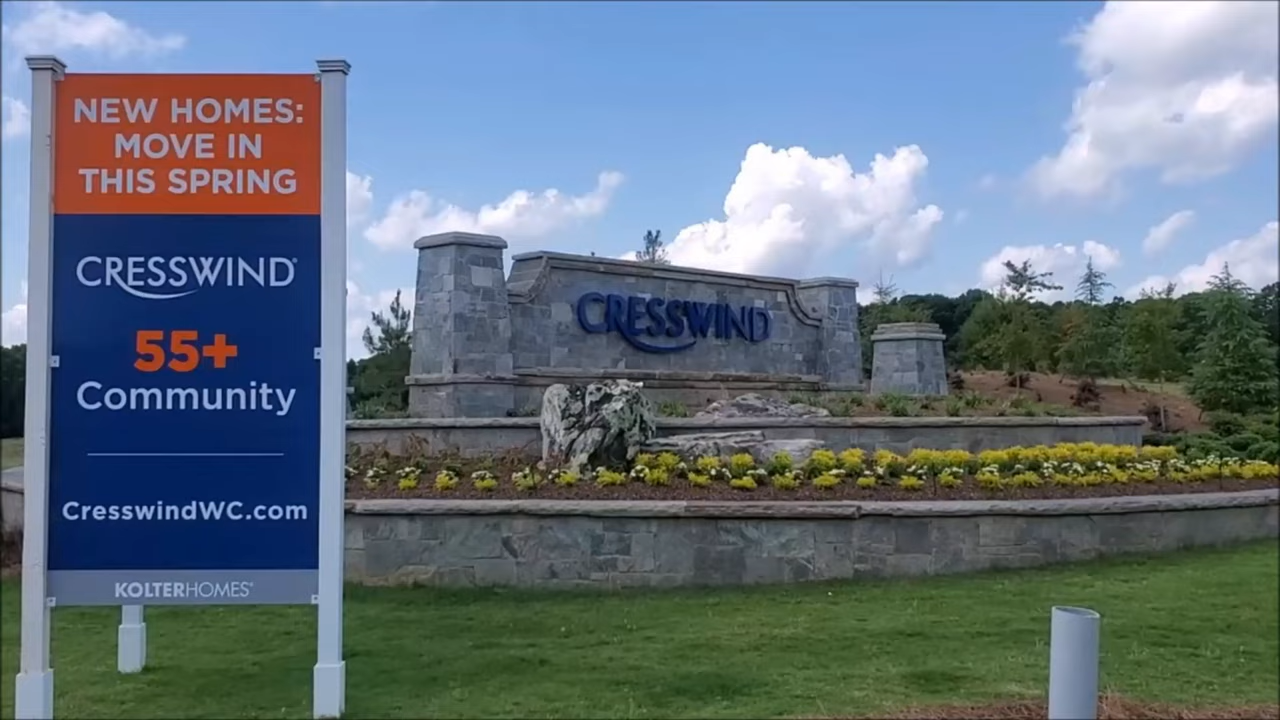 NEW HOMES:
MOVE IN
THIS SPRING
CRESSWIND®
55+
Community
CresswindWC.com
KOLTERHOMES®
CRESSWIND